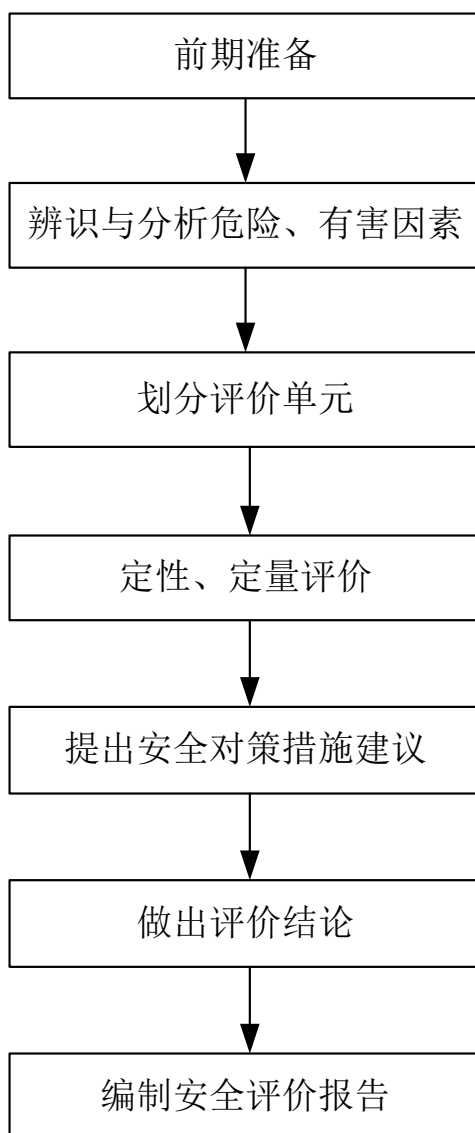 前期准备
辨识与分析危险、有害因素
划分评价单元
定性、定量评价
提出安全对策措施建议
做出评价结论
编制安全评价报告